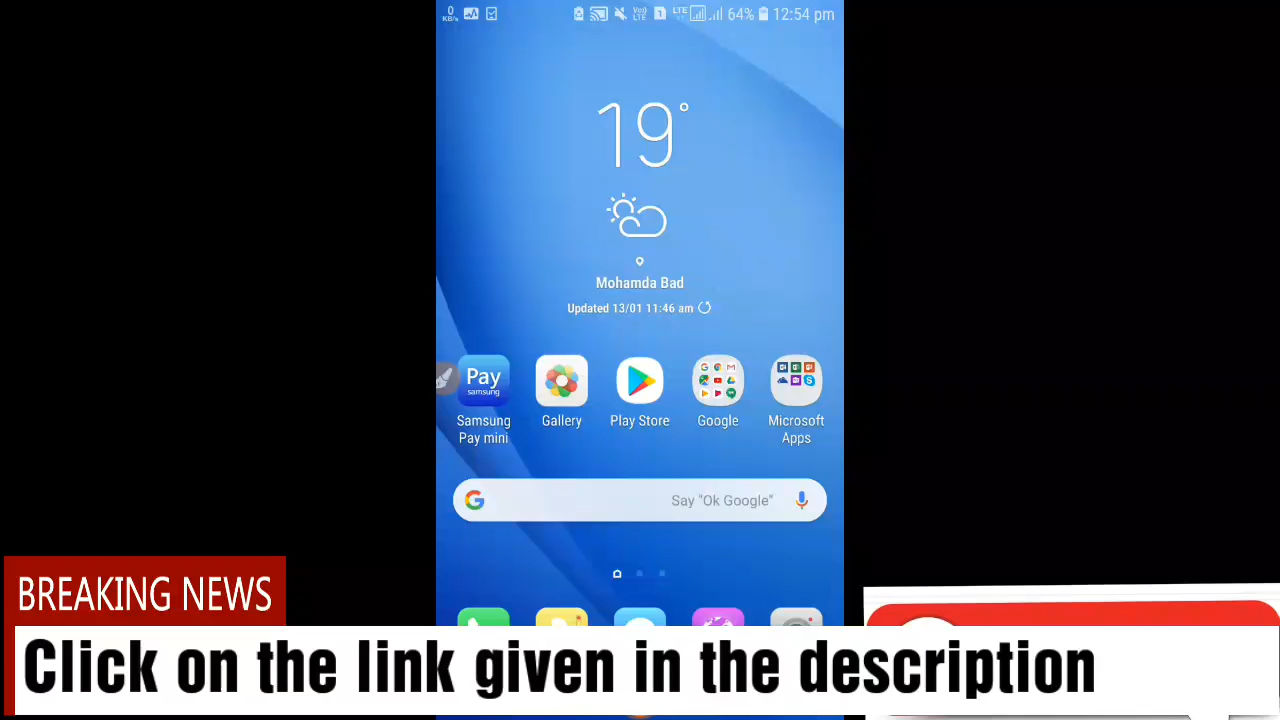 0
KB/s
VoD
LTE
1
LTE
64%
12:54 pm
19°
Mohamda Bad
Updated 13/01 11:46 am
Pay
samsung
Samsung
Pay mini
Gallery
Play Store
Google
Microsoft
Apps
Say "Ok Google"
BREAKING NEWS
Click on the link given in the description